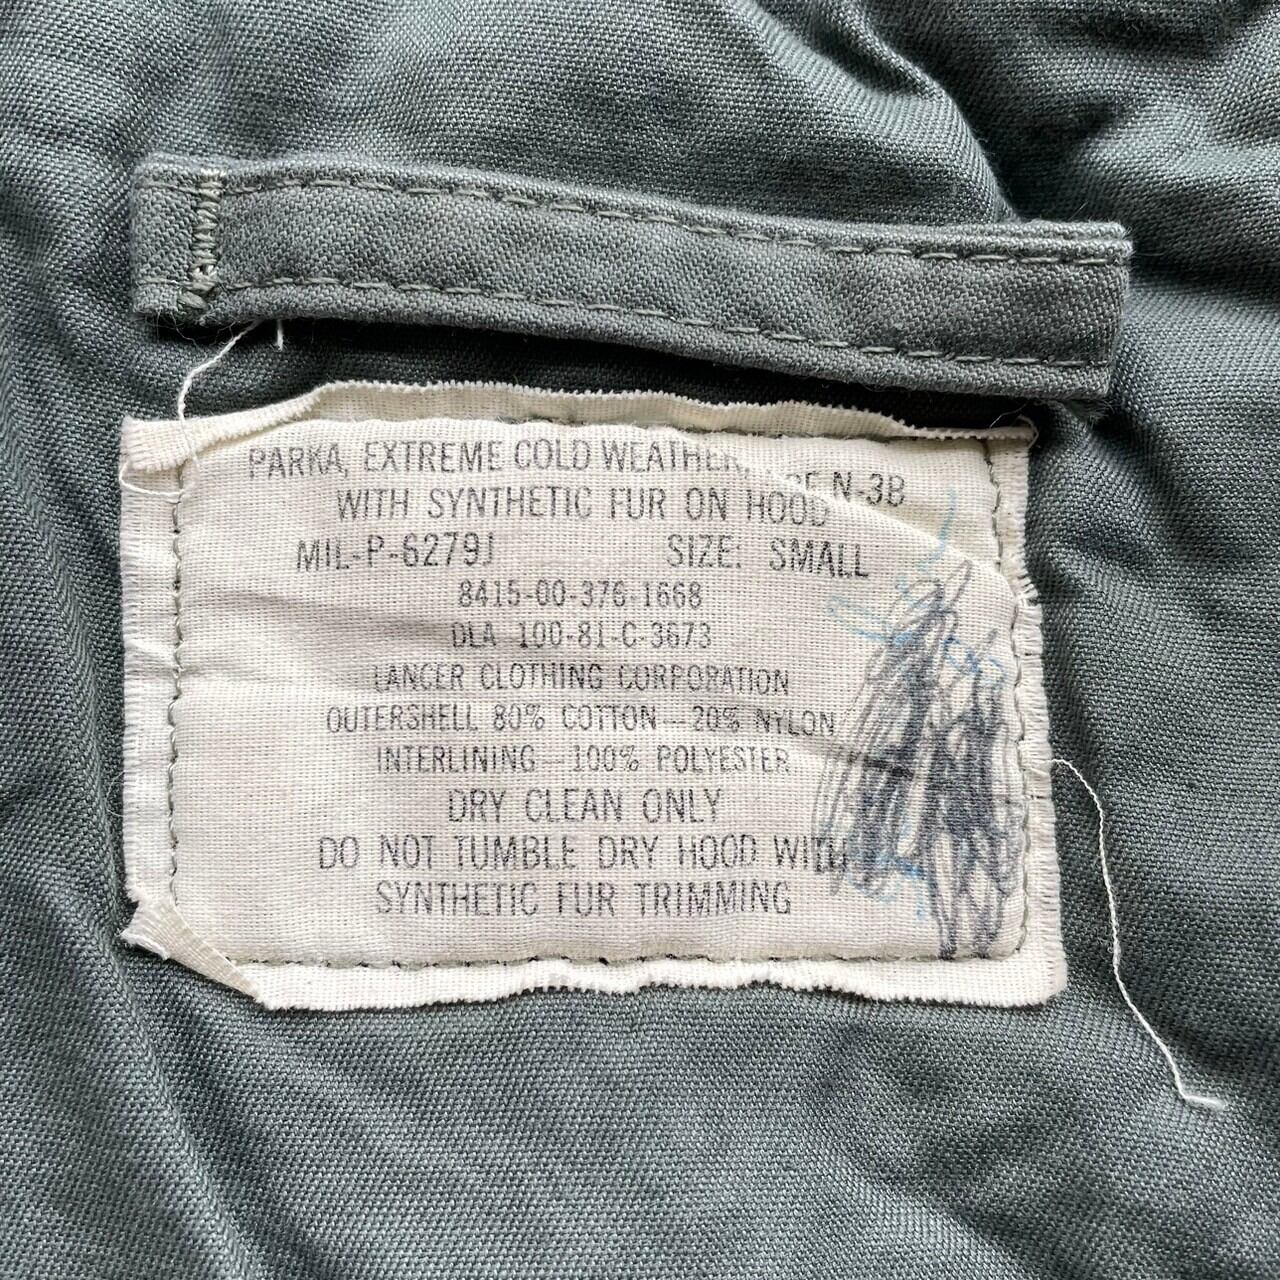 PARKA, EXTREME COLD WEATHER, N-3B
WITH SYNTHETIC FUR ON HOOD
MIL-P-6279J SIZE: SMALL
8415-00-376-1668
DLA 100-81-C-3673
LANCER CLOTHING CORPORATION
OUTERSHELL 80% COTTON—20% NYLON
INTERLINING—100% POLYESTER
DRY CLEAN ONLY
DO NOT TUMBLE DRY HOOD WITH
SYNTHETIC FUR TRIMMING